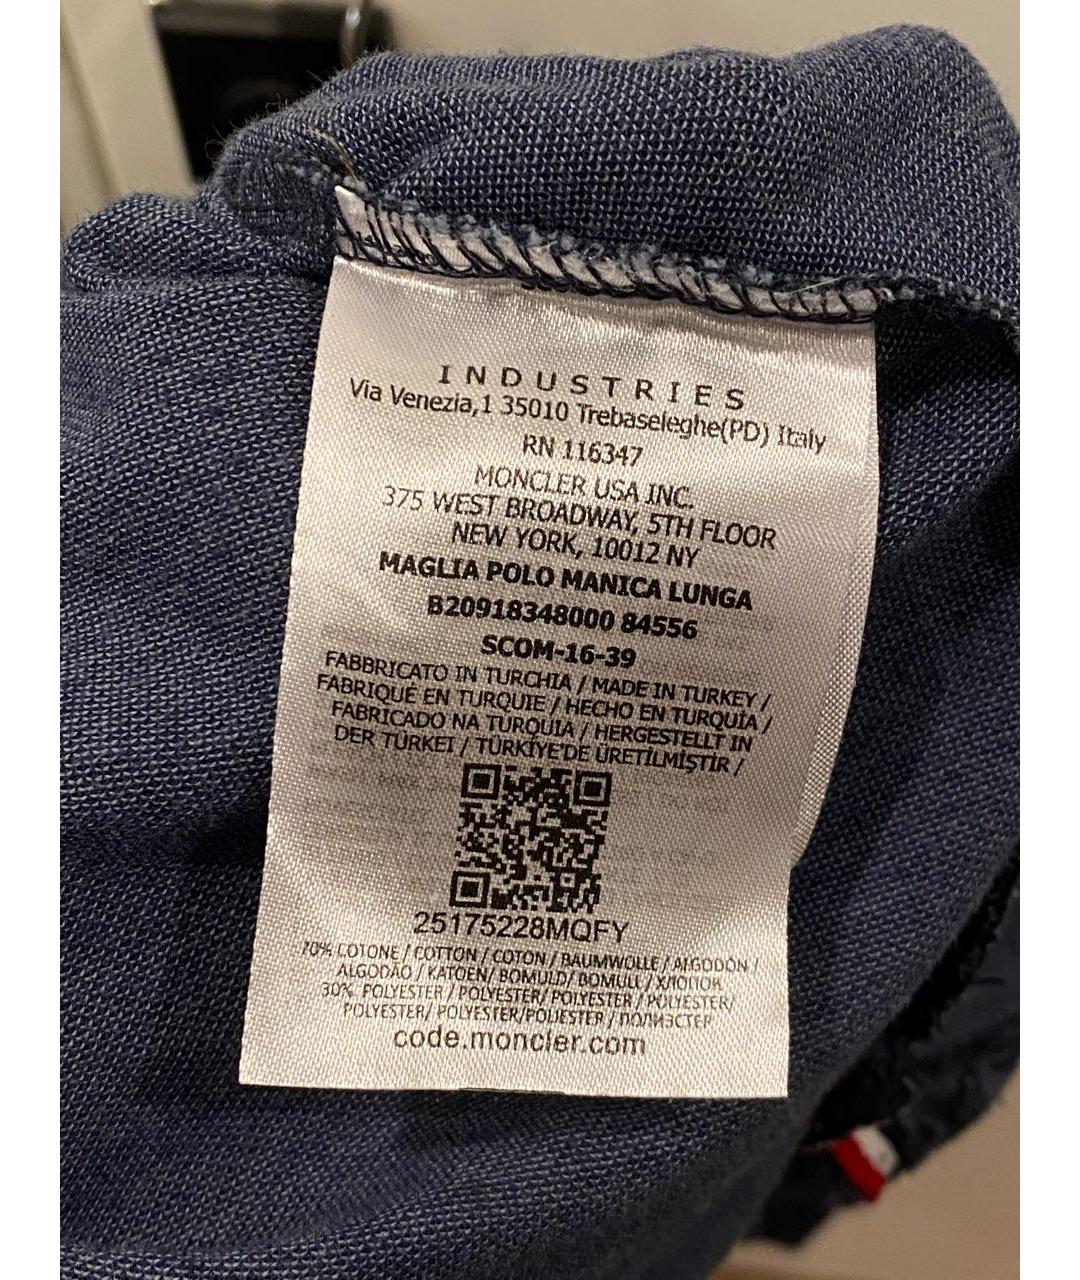 INDUSTRIES
Via Venezia,1 35010 Trebaseleghe(PD) Italy
RN 116347
MONCLER USA INC.
375 WEST BROADWAY, 5TH FLOOR
NEW YORK, 10012 NY
MAGLIA POLO MANICA LUNGA
B20918348000 84556
SCOM-16-39
FABBRICATO IN TURCHIA / MADE IN TURKEY /
FABRIQUÉ EN TURQUIE / HECHO EN TURQUÍA /
FABRICADO NA TURQUIA / HERGESTELLT IN
DER TÜRKEI / TÜRKİYE'DE ÜRETİLMİŞTİR /
25175228MQFY
70% COTONE / COTTON / COTON / BAUMWOLLE / ALGODÓN /
ALGODÃO / KATOEN/ BOMULD/ BOMULL / ХЛОПОК
30% POLYESTER / POLYESTER/ POLYESTER / POLYESTER/
POLYESTER/ POLYESTER/POLIESTER / ПОЛИЭСТЕР
code.moncler.com